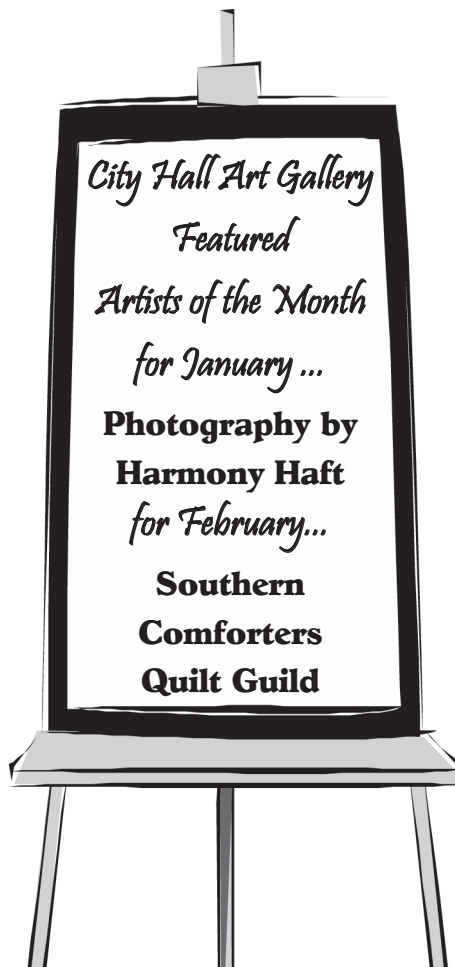 City Hall Art Gallery
Featured
Artists of the Month
for January ...
Photography by
Harmony Haft
for February...
Southern
Comforters
Quilt Guild